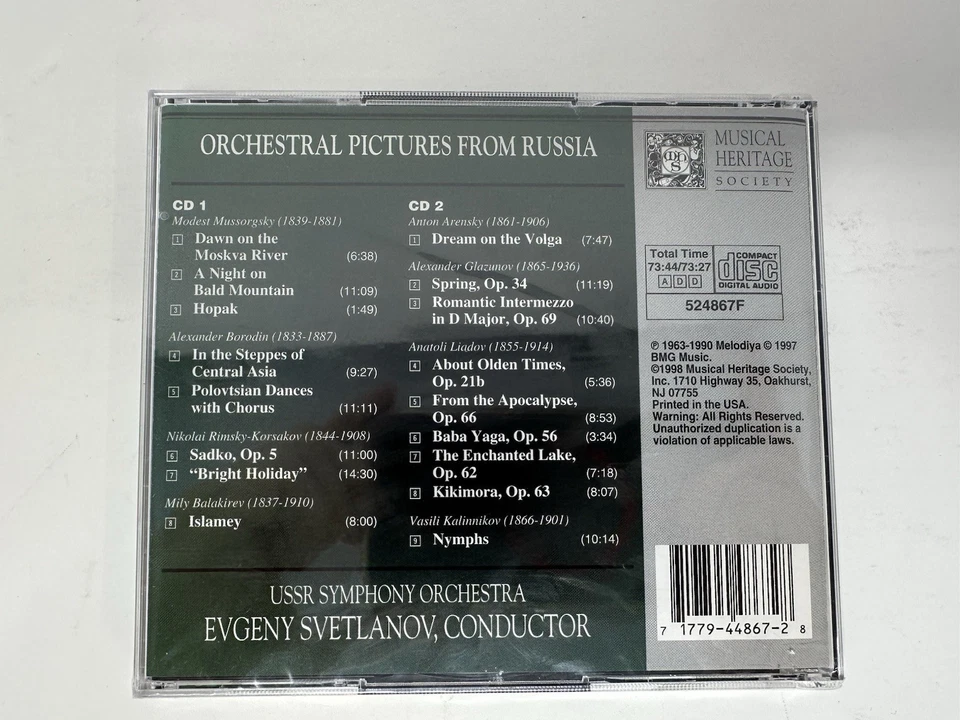 ORCHESTRAL PICTURES FROM RUSSIA
CD 1
Modest Mussorgsky (1839-1881)
1 Dawn on the
Moskva River (6:38)
2 A Night on
Bald Mountain (11:09)
3 Hopak (1:49)
Alexander Borodin (1833-1887)
4 In the Steppes of
Central Asia (9:27)
5 Polovtsian Dances
with Chorus (11:11)
Nikolai Rimsky-Korsakov (1844-1908)
6 Sadko, Op. 5 (11:00)
7 “Bright Holiday” (14:30)
Mily Balakirev (1837-1910)
8 Islamey (8:00)
CD 2
Anton Arensky (1861-1906)
1 Dream on the Volga (7:47)
Alexander Glazunov (1865-1936)
2 Spring, Op. 34 (11:19)
3 Romantic Intermezzo
in D Major, Op. 69 (10:40)
Anatoli Liadov (1855-1914)
4 About Olden Times,
Op. 21b (5:36)
5 From the Apocalypse,
Op. 66 (8:53)
6 Baba Yaga, Op. 56 (3:34)
7 The Enchanted Lake,
Op. 62 (7:18)
8 Kikimora, Op. 63 (8:07)
Vasili Kalinnikov (1866-1901)
9 Nymphs (10:14)
USSR SYMPHONY ORCHESTRA
EVGENY SVETLANOV, CONDUCTOR
MUSICAL
HERITAGE
SOCIETY
Total Time
73:44/73:27
A D D
COMPACT
disc
DIGITAL AUDIO
524867F
℗ 1963-1990 Melodiya © 1997
BMG Music.
©1998 Musical Heritage Society,
Inc. 1710 Highway 35, Oakhurst,
NJ 07755
Printed in the USA.
Warning: All Rights Reserved.
Unauthorized duplication is a
violation of applicable laws.
7 17794-4867-2 8